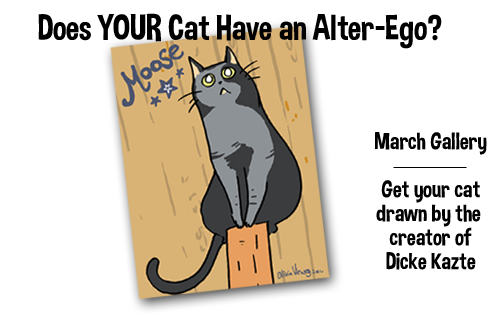 Does YOUR Cat Have an Alter-Ego?
Moose
March Gallery
Get your cat
drawn by the
creator of
Dicke Kazte